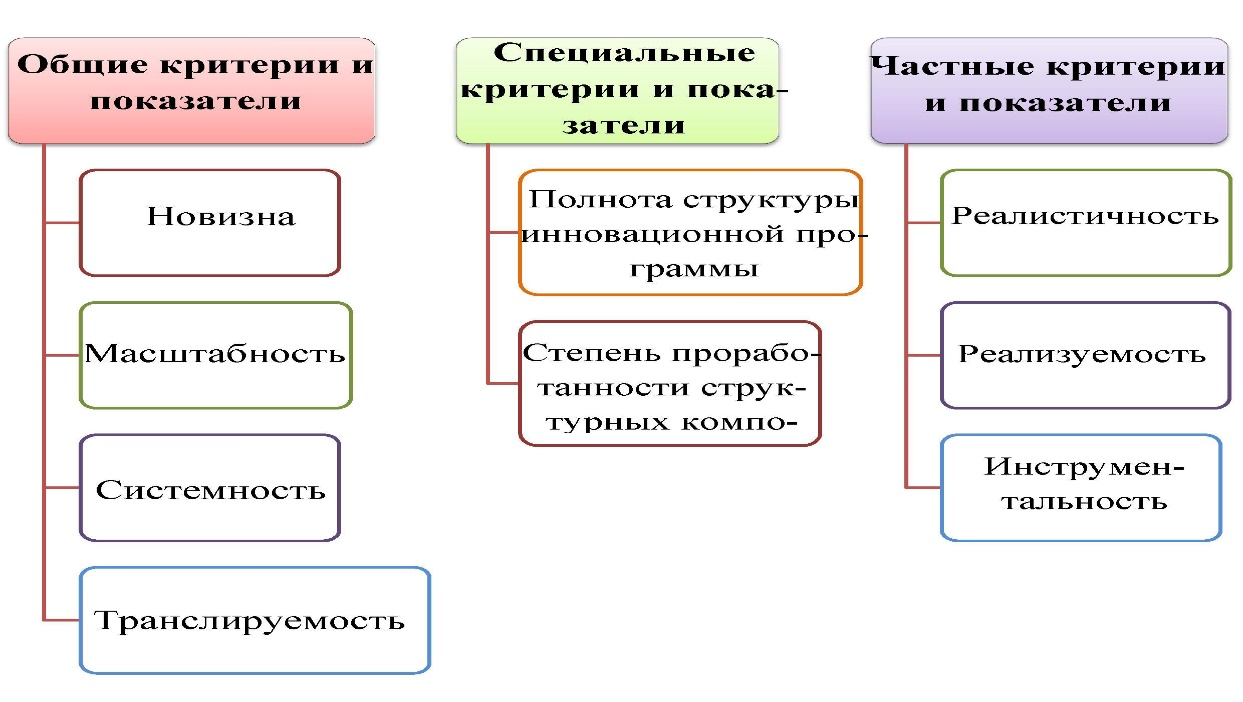 Общие критерии и
показатели
Новизна
Масштабность
Системность
Транслируемость
Специальные
критерии и пока-
затели
Полнота структуры
инновационной про-
граммы
Степень прорабо-
танности струк-
турных компо-
Частные критерии
и показатели
Реалистичность
Реализуемость
Инструмен-
тальность